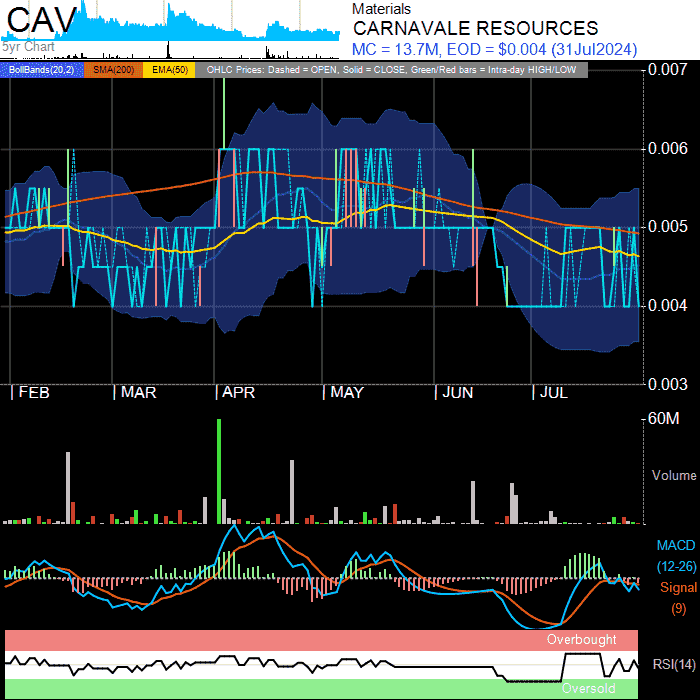 CAV
5yr Chart
Materials
CARNAVALE RESOURCES
MC = 13.7M, EOD = $0.004 (31Jul2024)
BollBands(20,2) SMA(200) EMA(50) OHLC Prices: Dashed = OPEN, Solid = CLOSE, Green/Red bars = Intra-day HIGH/LOW
0.007
0.006
0.005
0.004
0.003
FEB MAR APR MAY JUN JUL
60M
Volume
MACD
(12-26)
Signal
(9)
Overbought
RSI(14)
Oversold